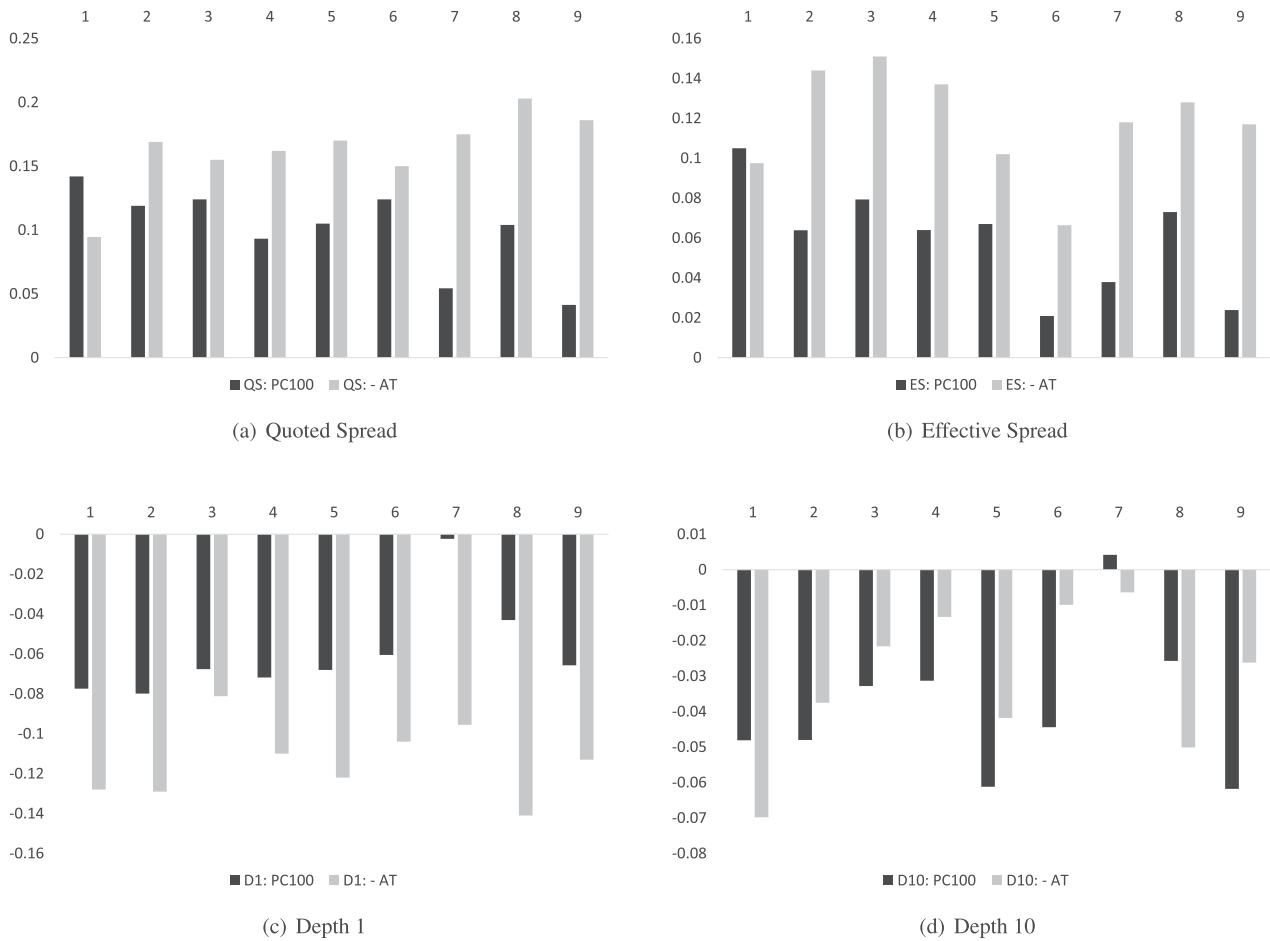 1 2 3 4 5 6 7 8 9
0.25
0.2
0.15
0.1
0.05
0
QS: PC100 QS: - AT
(a) Quoted Spread
1 2 3 4 5 6 7 8 9
0.16
0.14
0.12
0.1
0.08
0.06
0.04
0.02
0
ES: PC100 ES: - AT
(b) Effective Spread
1 2 3 4 5 6 7 8 9
0
-0.02
-0.04
-0.06
-0.08
-0.1
-0.12
-0.14
-0.16
D1: PC100 D1: - AT
(c) Depth 1
1 2 3 4 5 6 7 8 9
0.01
0
-0.01
-0.02
-0.03
-0.04
-0.05
-0.06
-0.07
-0.08
D10: PC100 D10: - AT
(d) Depth 10